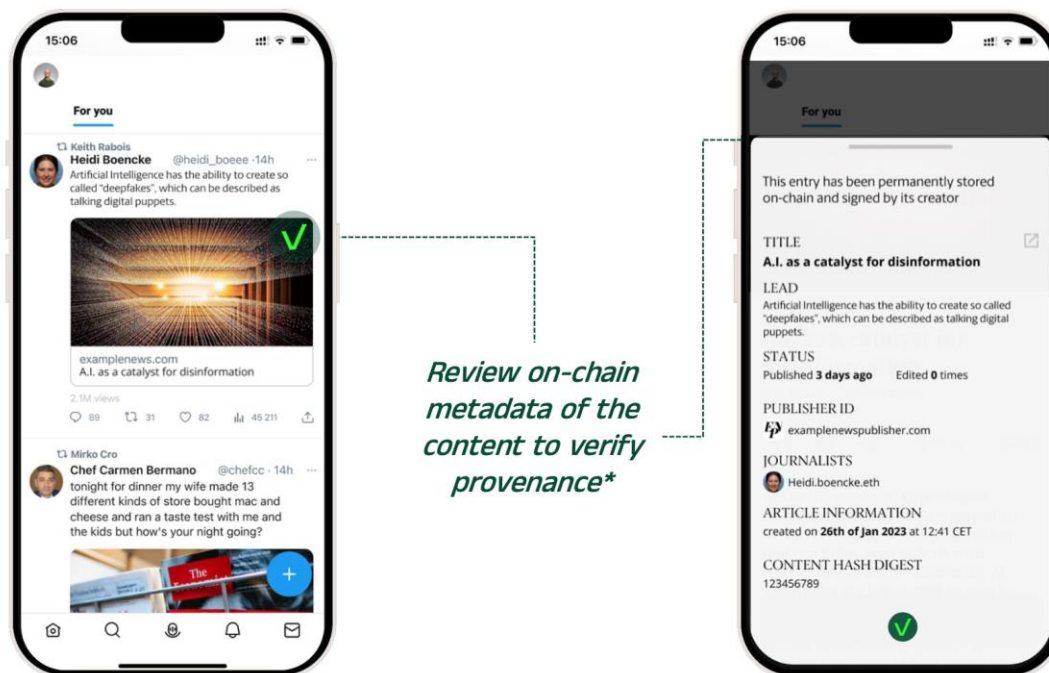 15:06
For you
Keith Rabois
Heidi Boencke @heidi_boeee ·14h
Artificial Intelligence has the ability to create so
called "deepfakes", which can be described as
talking digital puppets.
examplenews.com
A.I. as a catalyst for disinformation
2.1M views
89 31 82 45 211
Mirko Cro
Chef Carmen Bermano @chefcc · 14h
tonight for dinner my wife made 13
different kinds of store bought mac and
cheese and ran a taste test with me and
the kids but how's your night going?
The
Economist
Review on-chain
metadata of the
content to verify
provenance*
15:06
For you
This entry has been permanently stored
on-chain and signed by its creator
TITLE
A.I. as a catalyst for disinformation
LEAD
Artificial Intelligence has the ability to create so called
"deepfakes", which can be described as talking digital
puppets.
STATUS
Published 3 days ago Edited 0 times
PUBLISHER ID
examplenewspublisher.com
JOURNALISTS
Heidi.boencke.eth
ARTICLE INFORMATION
created on 26th of Jan 2023 at 12:41 CET
CONTENT HASH DIGEST
123456789